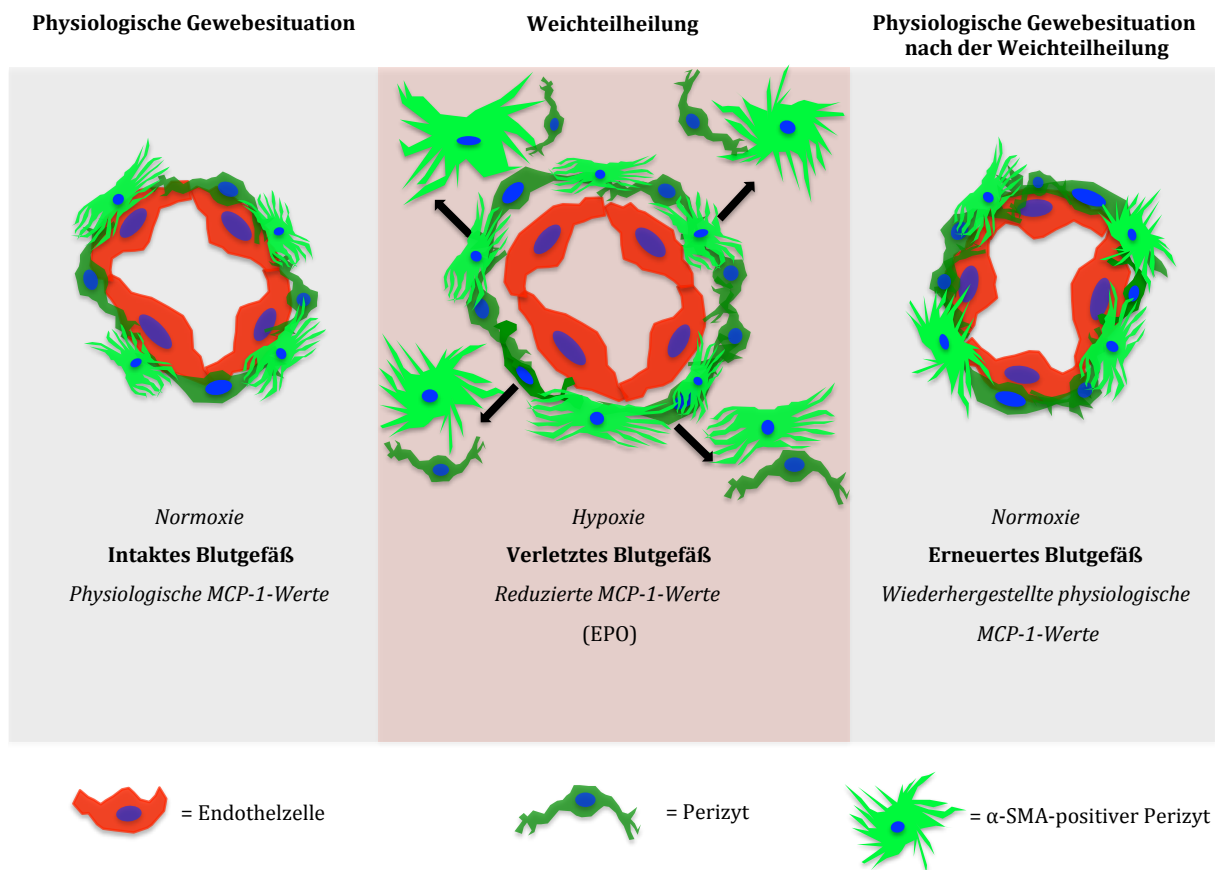 Physiologische Gewebesituation
Weichteilheilung
Physiologische Gewebesituation
nach der Weichteilheilung
Normoxie
Intaktes Blutgefäß
Physiologische MCP-1-Werte
Hypoxie
Verletztes Blutgefäß
Reduzierte MCP-1-Werte
(EPO)
Normoxie
Erneuertes Blutgefäß
Wiederhergestellte physiologische
MCP-1-Werte
= Endothelzelle
= Perizyt
= α-SMA-positiver Perizyt